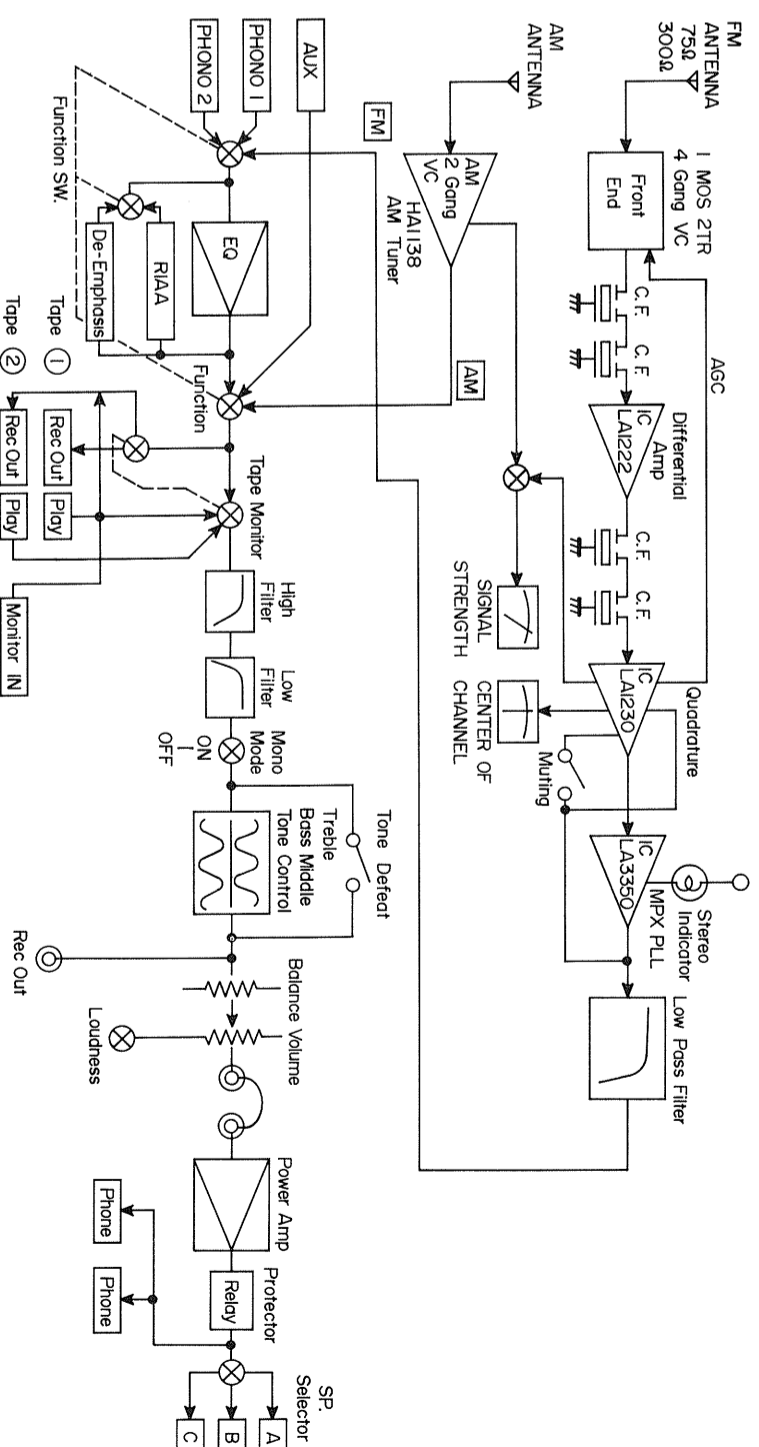 FM
ANTENNA
75Ω
300Ω
1 MOS 2TR
4 Gang VC
Front
End
AGC
C.F.
C.F.
Differential
Amp
IC
LA1222
C.F.
C.F.
Quadrature
IC
LA1230
Muting
IC
LA3350
MPX PLL
Stereo
Indicator
Low Pass Filter
AM
ANTENNA
AM
2 Gang
VC
HA1138
AM Tuner
SIGNAL
STRENGTH
CENTER OF
CHANNEL
FM
AM
AUX
PHONO 1
PHONO 2
Function SW.
EQ
RIAA
De-Emphasis
Function
Tape Monitor
Tape ①
Tape ②
Rec Out
Play
Rec Out
Play
Monitor IN
High
Filter
Low
Filter
Mono
Mode
ON
OFF
Tone Defeat
Treble
Bass Middle
Tone Control
Rec Out
Balance Volume
Loudness
Power Amp
Protector
Relay
Phone
Phone
SP.
Selector
A
B
C